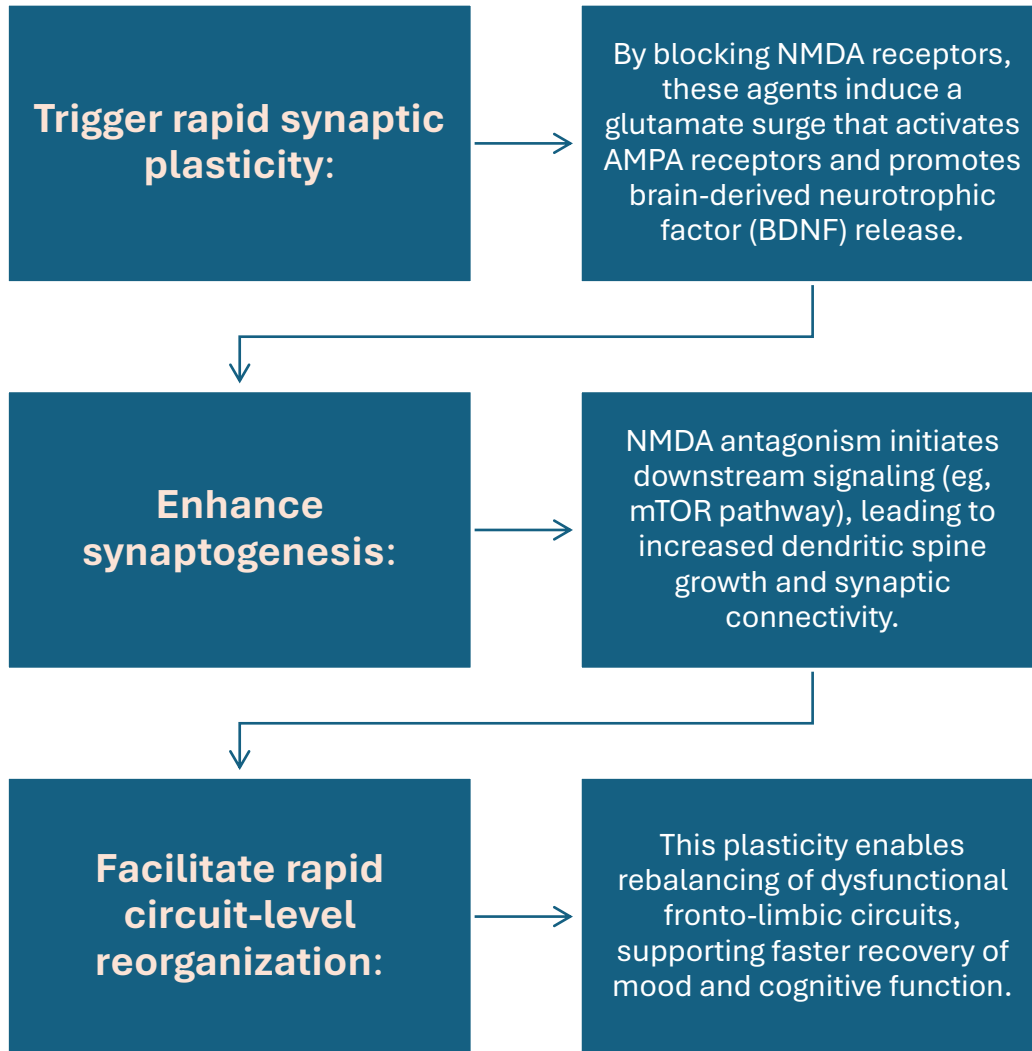 Trigger rapid synaptic
plasticity:
By blocking NMDA receptors,
these agents induce a
glutamate surge that activates
AMPA receptors and promotes
brain-derived neurotrophic
factor (BDNF) release.
Enhance
synaptogenesis:
NMDA antagonism initiates
downstream signaling (eg,
mTOR pathway), leading to
increased dendritic spine
growth and synaptic
connectivity.
Facilitate rapid
circuit-level
reorganization:
This plasticity enables
rebalancing of dysfunctional
fronto-limbic circuits,
supporting faster recovery of
mood and cognitive function.